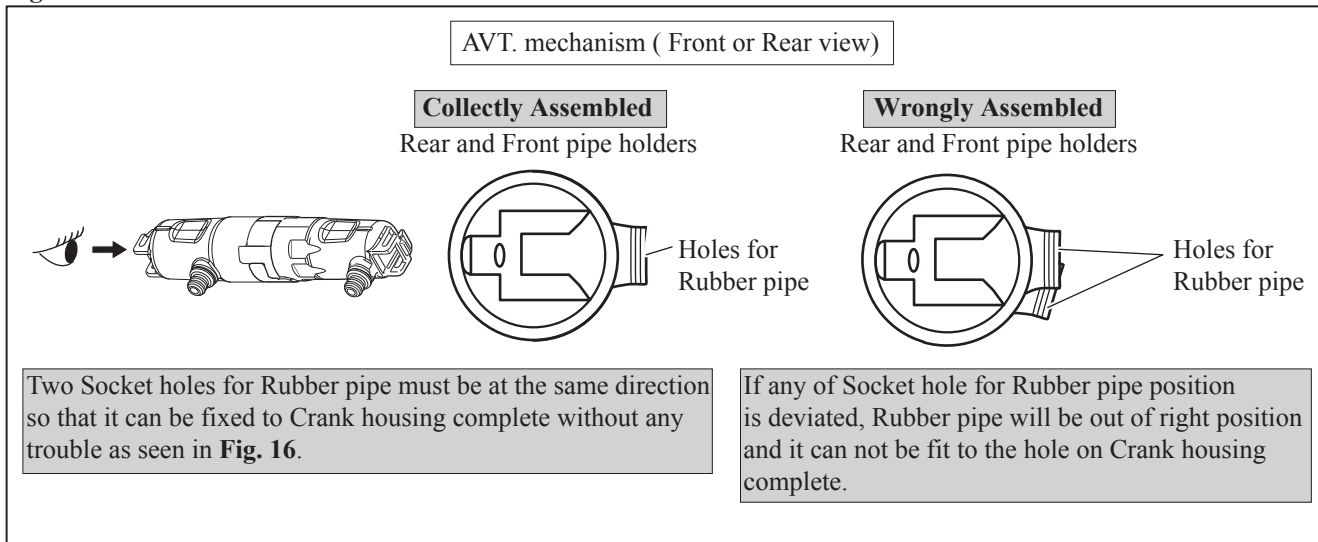 AVT. mechanism ( Front or Rear view)
Collectly Assembled
Rear and Front pipe holders
Holes for
Rubber pipe
Wrongly Assembled
Rear and Front pipe holders
Holes for
Rubber pipe
Two Socket holes for Rubber pipe must be at the same direction
so that it can be fixed to Crank housing complete without any
trouble as seen in Fig. 16.
If any of Socket hole for Rubber pipe position
is deviated, Rubber pipe will be out of right position
and it can not be fit to the hole on Crank housing
complete.